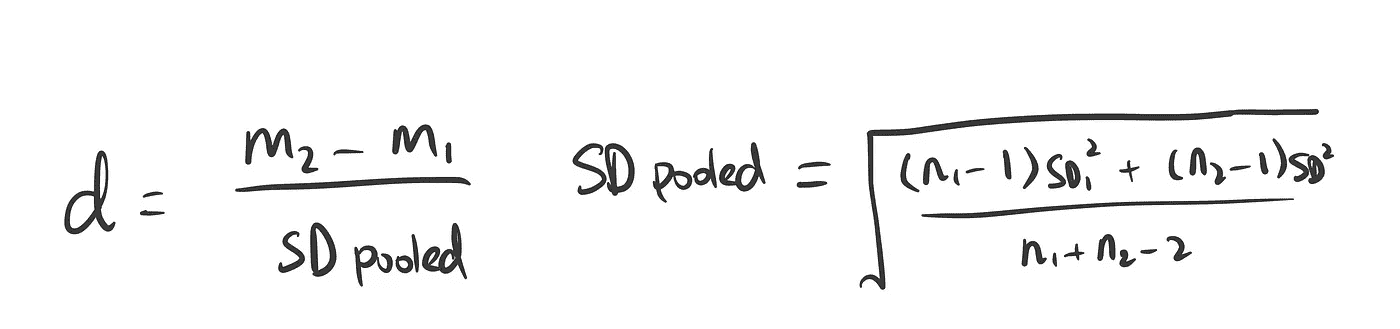 d = (m₂ − m₁) / SD pooled
SD pooled = √(((n₁−1)SD₁² + (n₂−1)SD²) / (n₁+n₂−2))